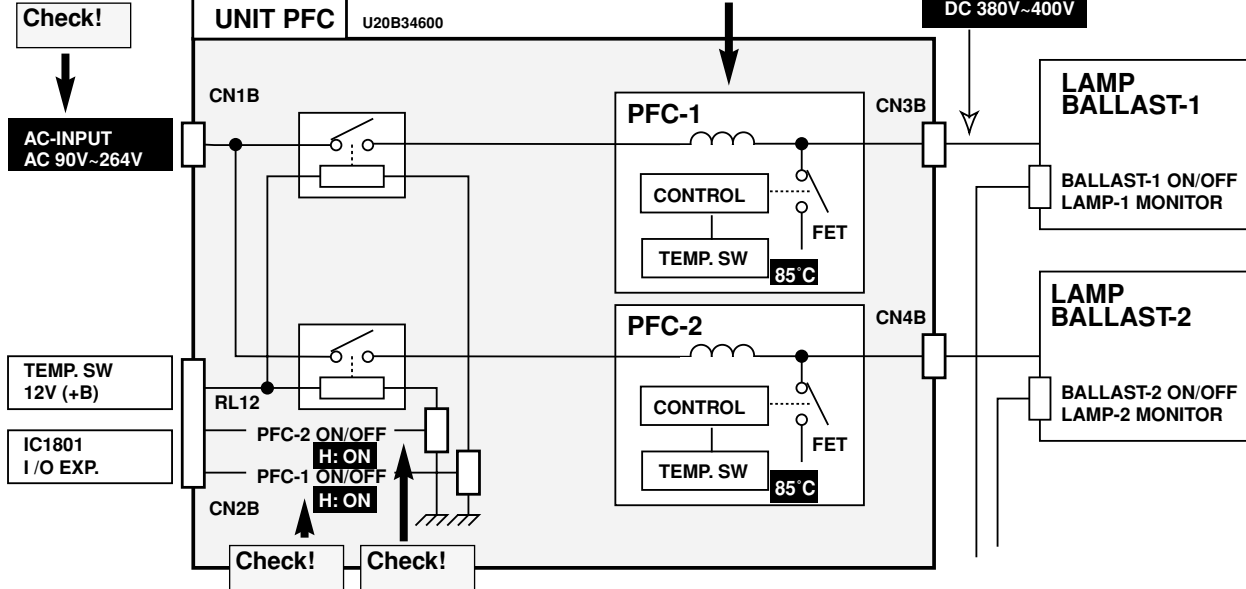 Check!
UNIT PFC
U20B34600
DC 380V~400V
CN1B
AC-INPUT
AC 90V~264V
PFC-1
CONTROL
TEMP. SW
FET
85˚C
CN3B
LAMP
BALLAST-1
BALLAST-1 ON/OFF
LAMP-1 MONITOR
PFC-2
CONTROL
TEMP. SW
FET
85˚C
CN4B
LAMP
BALLAST-2
BALLAST-2 ON/OFF
LAMP-2 MONITOR
TEMP. SW
12V (+B)
RL12
IC1801
I /O EXP.
PFC-2 ON/OFF
H: ON
PFC-1 ON/OFF
H: ON
CN2B
Check!
Check!